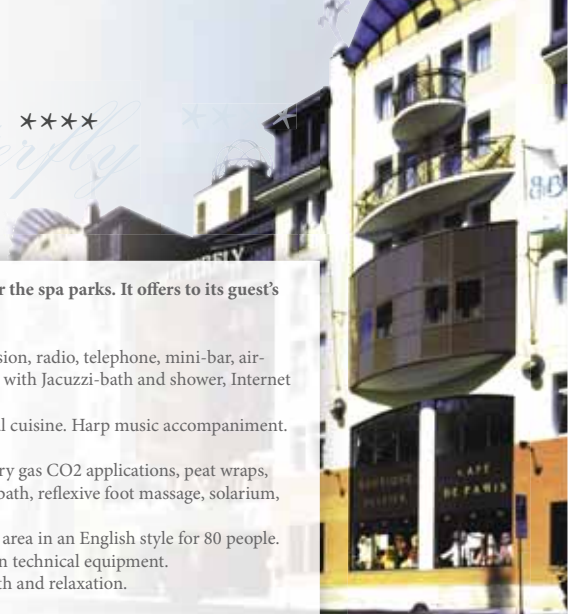 ****
erfly
r the spa parks. It offers to its guest's
sion, radio, telephone, mini-bar, air-
with Jacuzzi-bath and shower, Internet
l cuisine. Harp music accompaniment.
ry gas CO2 applications, peat wraps,
bath, reflexive foot massage, solarium,
area in an English style for 80 people.
n technical equipment.
th and relaxation.
CAFE
DE PARIS